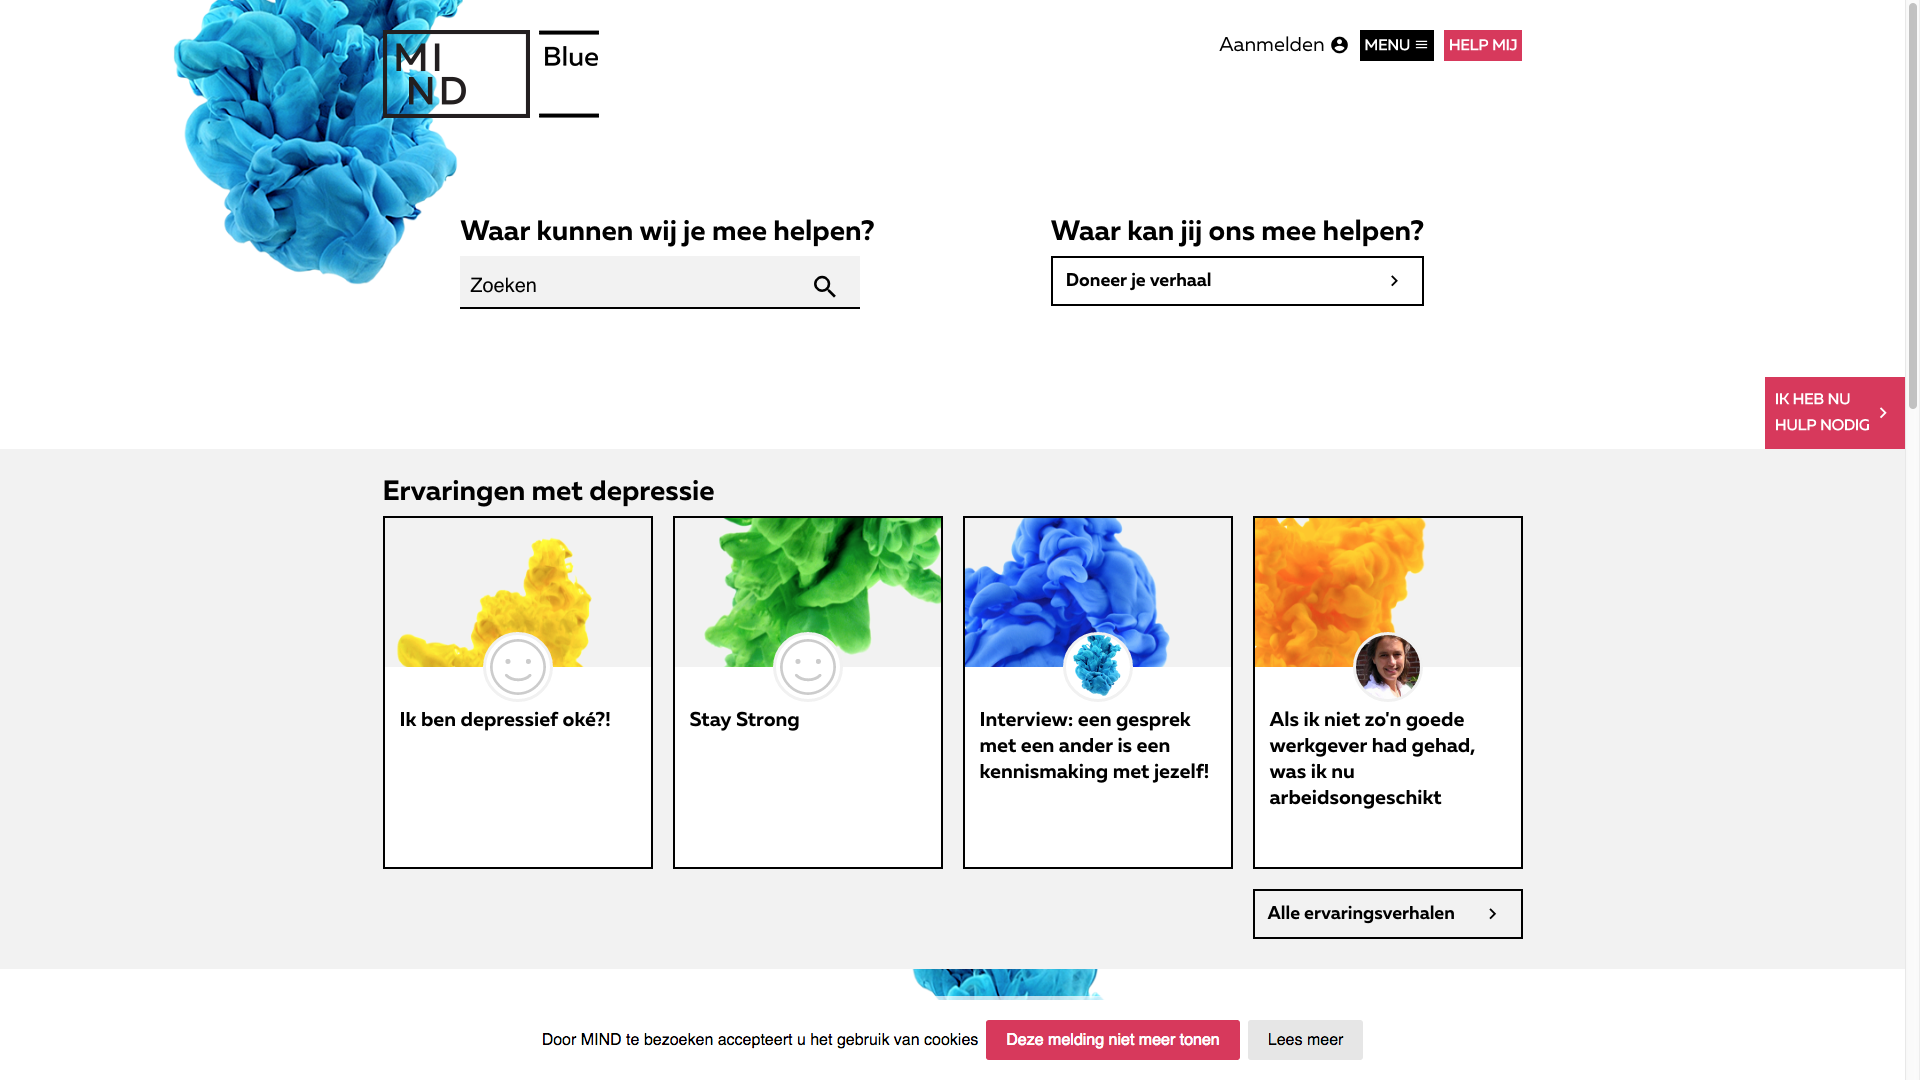 MI
ND
Blue
Aanmelden
MENU
HELP MIJ
Waar kunnen wij je mee helpen?
Zoeken
Waar kan jij ons mee helpen?
Doneer je verhaal
IK HEB NU
HULP NODIG
Ervaringen met depressie
Ik ben depressief oké?!
Stay Strong
Interview: een gesprek
met een ander is een
kennismaking met jezelf!
Als ik niet zo'n goede
werkgever had gehad,
was ik nu
arbeidsongeschikt
Alle ervaringsverhalen
Door MIND te bezoeken accepteert u het gebruik van cookies
Deze melding niet meer tonen
Lees meer